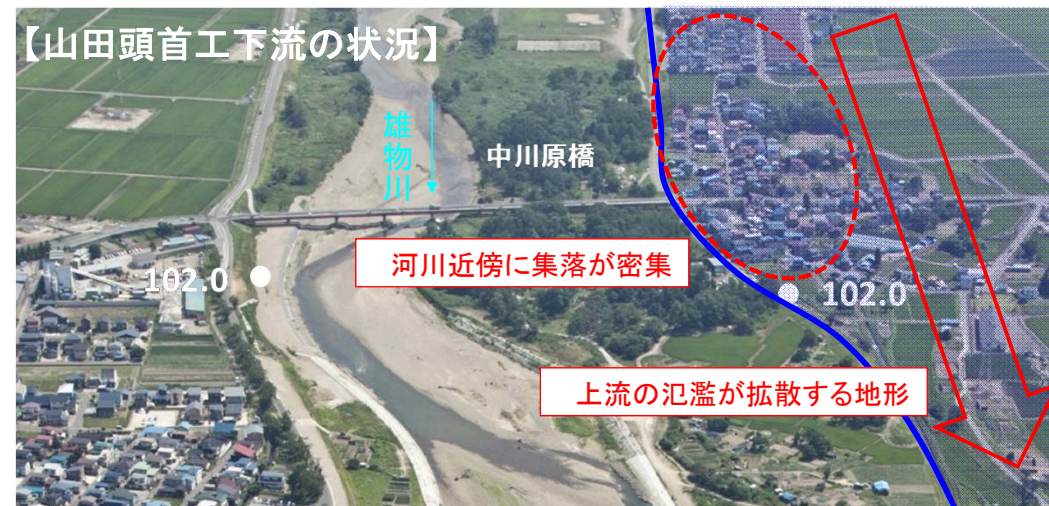 【山田頭首工下流の状況】
雄物川
中川原橋
河川近傍に集落が密集
102.0
102.0
上流の氾濫が拡散する地形